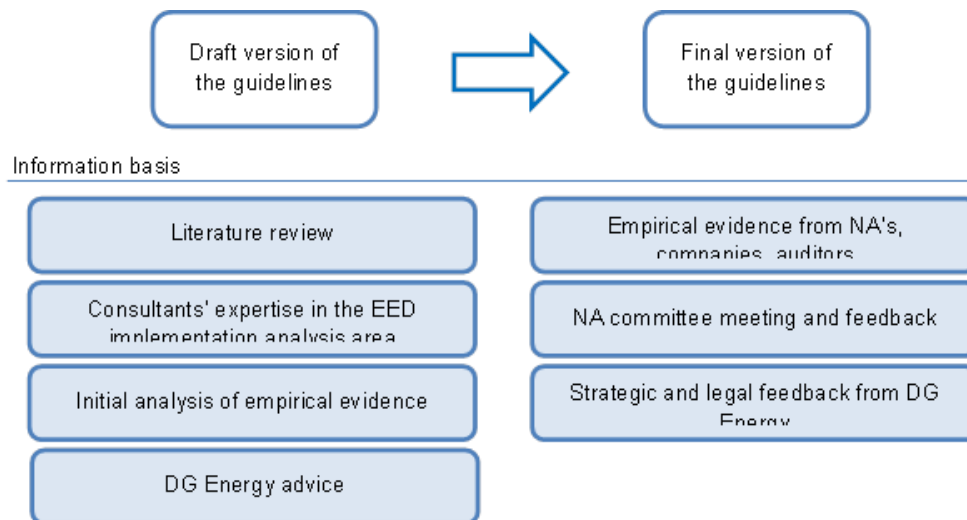 Draft version of
the guidelines
Final version of
the guidelines
Information basis
Literature review
Consultants' expertise in the EED
implementation analysis area
Initial analysis of empirical evidence
DG Energy advice
Empirical evidence from NA's,
companies, auditors
NA committee meeting and feedback
Strategic and legal feedback from DG
Energy